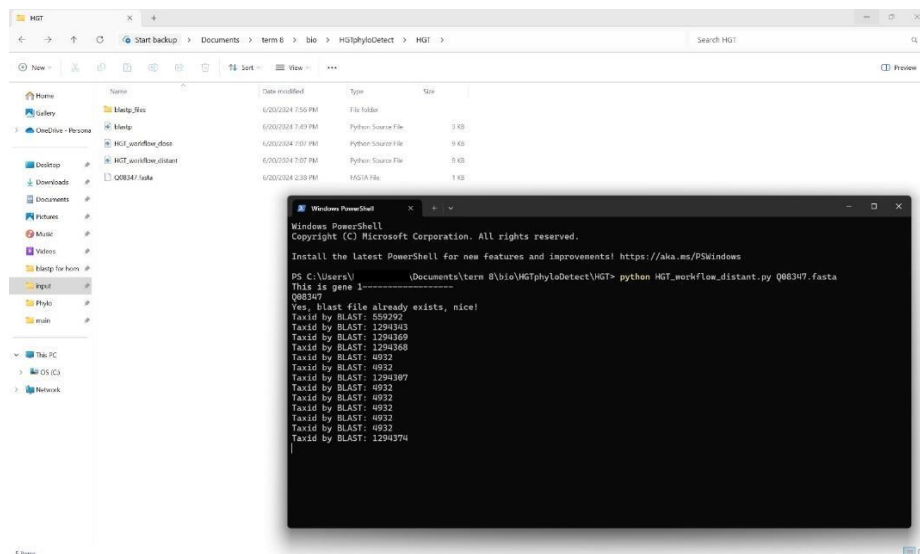 HGT
Start backup > Documents > term 8 > bio > HGTphyloDetect > HGT >
Search HGT
New
Sort
View
Preview
Name
Date modified
Type
Size
blastp_files
6/20/2024 7:56 PM
File folder
blastp
6/20/2024 7:49 PM
Python Source File
3 KB
HGT_workflow_close
6/20/2024 7:07 PM
Python Source File
9 KB
HGT_workflow_distant
6/20/2024 7:07 PM
Python Source File
Q08347.fasta
6/20/2024 2:38 PM
FASTA File
1 KB
Home
Gallery
OneDrive - Persona
Desktop
Downloads
Documents
Pictures
Music
Videos
blastp for hom
input
Phylo
main
This PC
OS (C:)
Network
Windows PowerShell
Windows PowerShell
Copyright (C) Microsoft Corporation. All rights reserved.
Install the latest PowerShell for new features and improvements! https://aka.ms/PSWindows
PS C:\Users\ \Documents\term 8\bio\HGTphyloDetect\HGT> python HGT_workflow_distant.py Q08347.fasta
This is gene 1------------------
Q08347
Yes, blast file already exists, nice!
Taxid by BLAST: 559292
Taxid by BLAST: 1294343
Taxid by BLAST: 1294369
Taxid by BLAST: 1294368
Taxid by BLAST: 4932
Taxid by BLAST: 4932
Taxid by BLAST: 1294307
Taxid by BLAST: 4932
Taxid by BLAST: 4932
Taxid by BLAST: 4932
Taxid by BLAST: 4932
Taxid by BLAST: 4932
Taxid by BLAST: 1294374
5 items